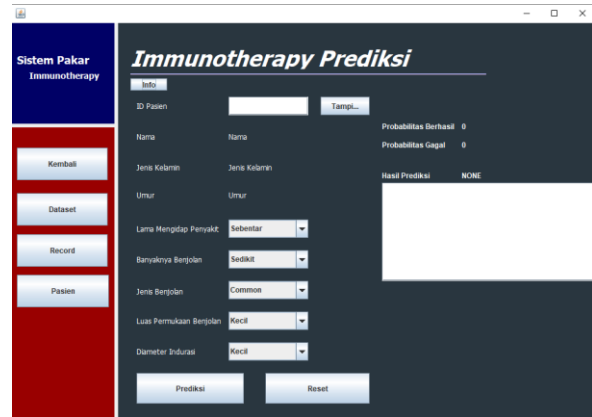 Sistem Pakar
Immunotherapy
Kembali
Dataset
Record
Pasien
Immunotherapy Prediksi
Info
ID Pasien
Tampi...
Nama Nama
Jenis Kelamin Jenis Kelamin
Umur Umur
Lama Mengidap Penyakit Sebentar
Banyaknya Benjolan Sedikit
Jenis Benjolan Common
Luas Permukaan Benjolan Kecil
Diameter Indurasi Kecil
Prediksi
Reset
Probabilitas Berhasil 0
Probabilitas Gagal 0
Hasil Prediksi NONE